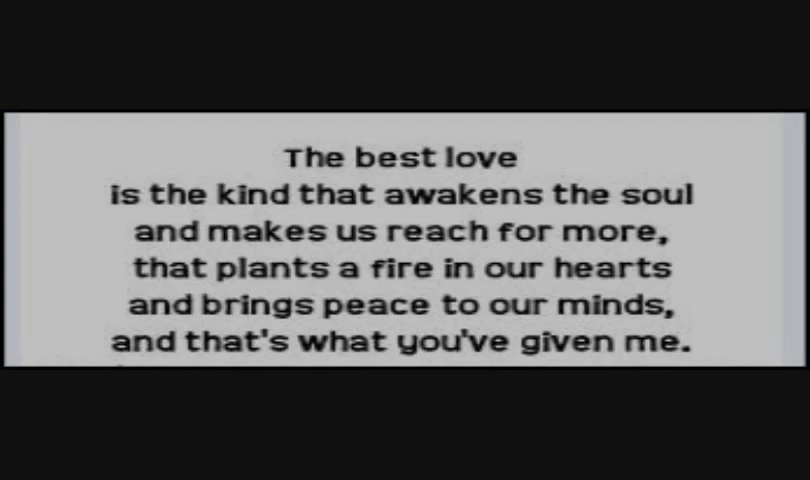 The best love
is the kind that awakens the soul
and makes us reach for more,
that plants a fire in our hearts
and brings peace to our minds,
and that's what you've given me.